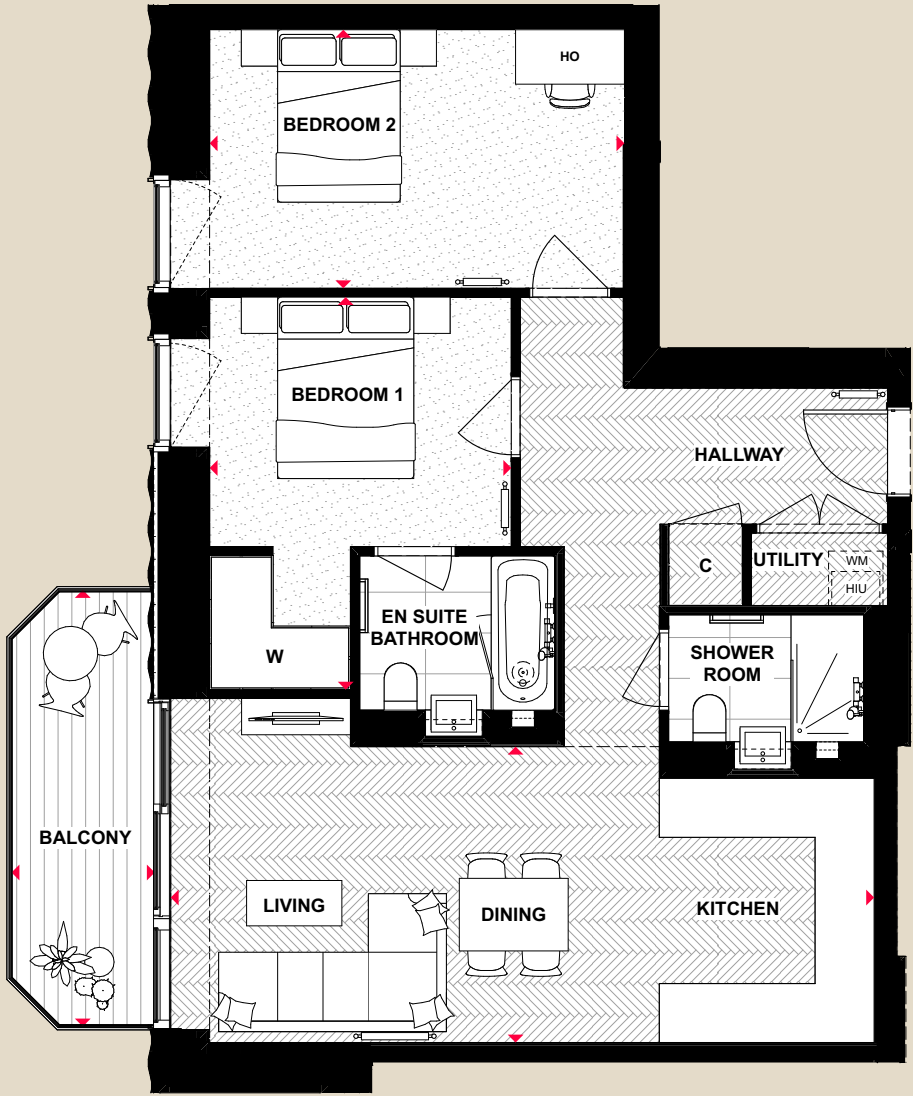 HO
BEDROOM 2
BEDROOM 1
HALLWAY
C
UTILITY
WM
HIU
EN SUITE
BATHROOM
W
SHOWER
ROOM
BALCONY
LIVING
DINING
KITCHEN